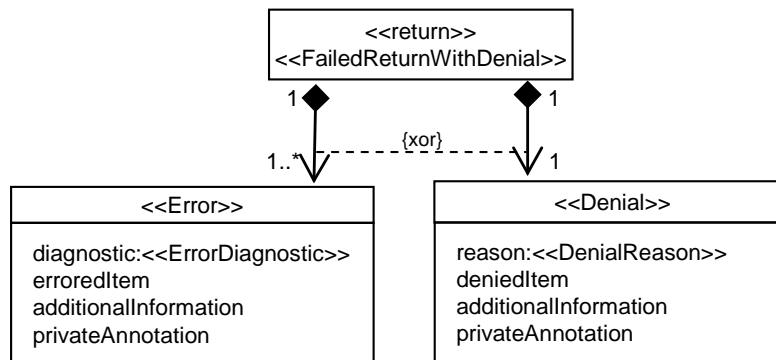 <<return>>
<<FailedReturnWithDenial>>
1
1
{xor}
1..*
1
<<Error>>
diagnostic:<<ErrorDiagnostic>>
erroredItem
additionalInformation
privateAnnotation
<<Denial>>
reason:<<DenialReason>>
deniedItem
additionalInformation
privateAnnotation